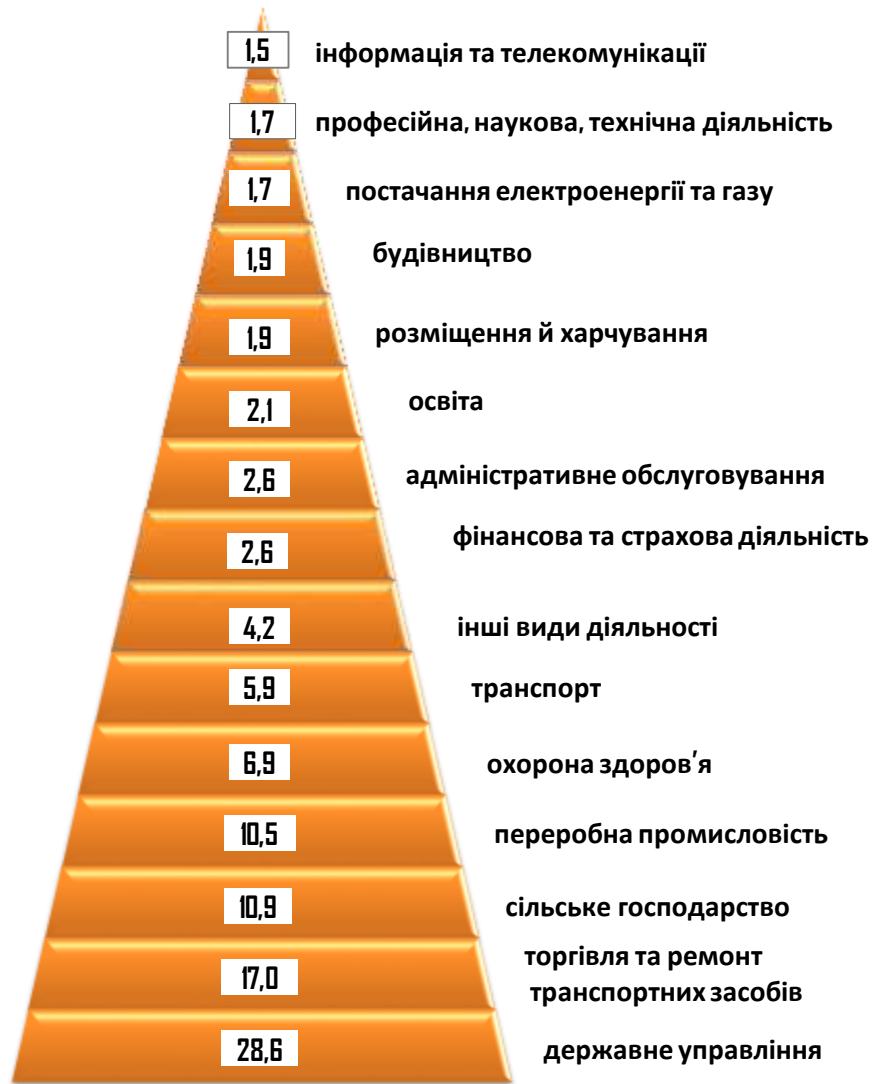 1,5 інформація та телекомунікації
1,7 професійна, наукова, технічна діяльність
1,7 постачання електроенергії та газу
1,9 будівництво
1,9 розміщення й харчування
2,1 освіта
2,6 адміністративне обслуговування
2,6 фінансова та страхова діяльність
4,2 інші види діяльності
5,9 транспорт
6,9 охорона здоров'я
10,5 переробна промисловість
10,9 сільське господарство
17,0 торгівля та ремонт
транспортних засобів
28,6 державне управління